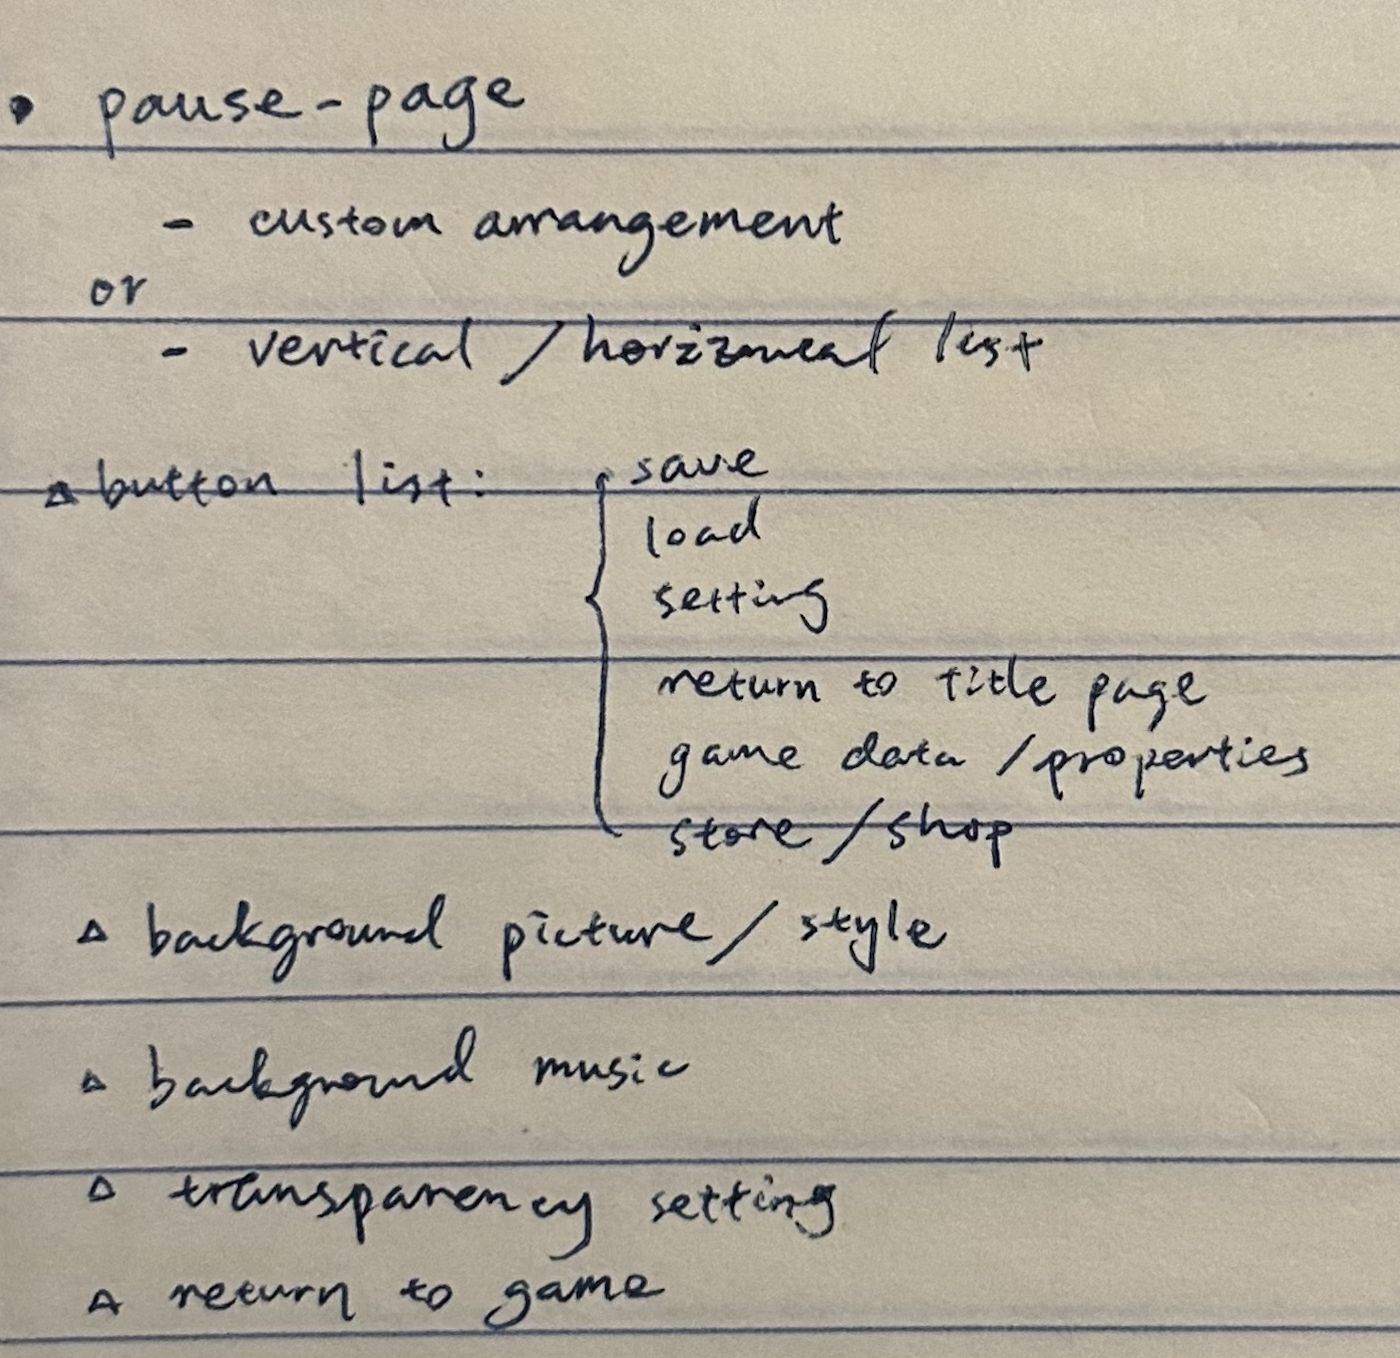 • pause-page
- custom arrangement
or
- vertical / horizontal list
△ button list: { save
load
setting
return to title page
game data / properties
store / shop
△ background picture / style
△ background music
△ transparency setting
△ return to game